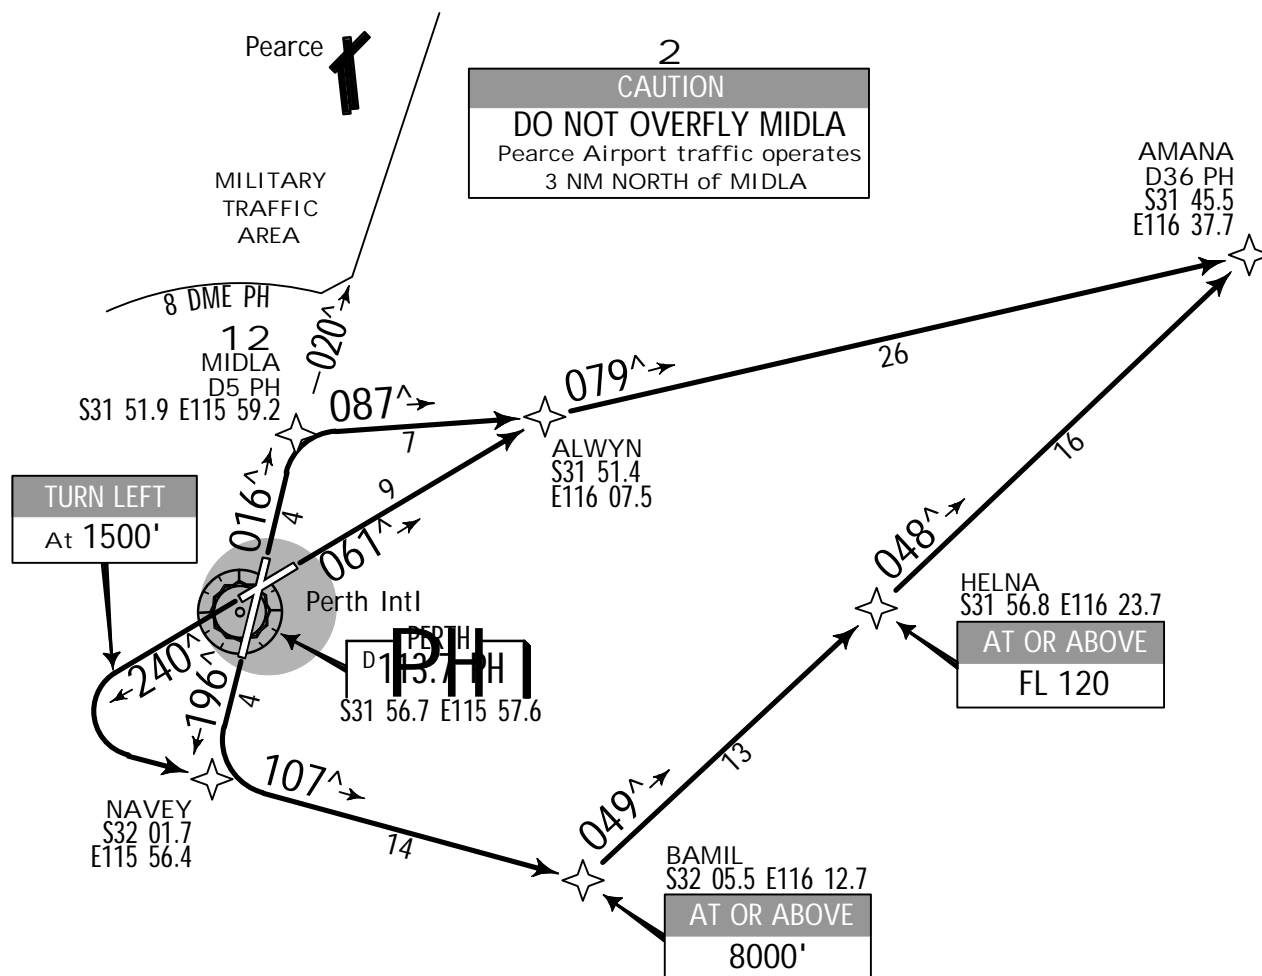 Pearce
2
CAUTION
DO NOT OVERFLY MIDLA
Pearce Airport traffic operates
3 NM NORTH of MIDLA
AMANA
D36 PH
S31 45.5
E116 37.7
MILITARY
TRAFFIC
AREA
8 DME PH
020^
12
MIDLA
D5 PH
S31 51.9 E115 59.2
087^
7
079^
26
ALWYN
S31 51.4
E116 07.5
16
TURN LEFT
At 1500'
016^
4
9
061^
048^
HELNA
S31 56.8 E116 23.7
AT OR ABOVE
FL 120
Perth Intl
PERTH
D 113.7 PH
PH
S31 56.7 E115 57.6
240^
196^
4
107^
14
13
049^
NAVEY
S32 01.7
E115 56.4
BAMIL
S32 05.5 E116 12.7
AT OR ABOVE
8000'